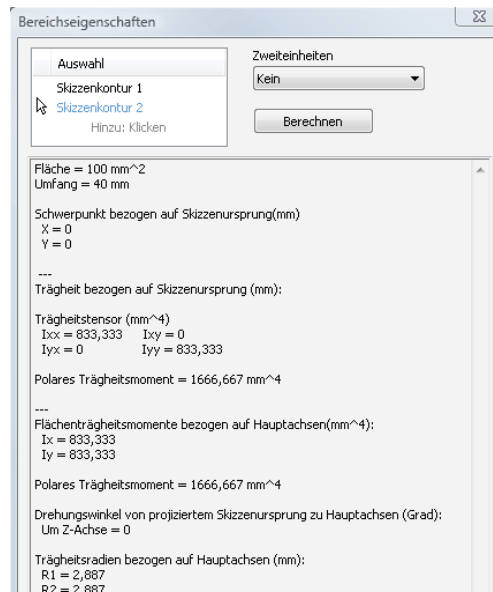 Bereichseigenschaften
Auswahl
Skizzenkontur 1
Skizzenkontur 2
Hinzu: Klicken
Zweiteinheiten
Kein
Berechnen
Fläche = 100 mm^2
Umfang = 40 mm
Schwerpunkt bezogen auf Skizzenursprung(mm)
X = 0
Y = 0
---
Trägheit bezogen auf Skizzenursprung (mm):
Trägheitstensor (mm^4)
Ixx = 833,333 Ixy = 0
Iyx = 0 Iyy = 833,333
Polares Trägheitsmoment = 1666,667 mm^4
---
Flächenträgheitsmomente bezogen auf Hauptachsen(mm^4):
Ix = 833,333
Iy = 833,333
Polares Trägheitsmoment = 1666,667 mm^4
Drehungswinkel von projiziertem Skizzenursprung zu Hauptachsen (Grad):
Um Z-Achse = 0
Trägheitsradien bezogen auf Hauptachsen (mm):
R1 = 2,887
R2 = 2,887